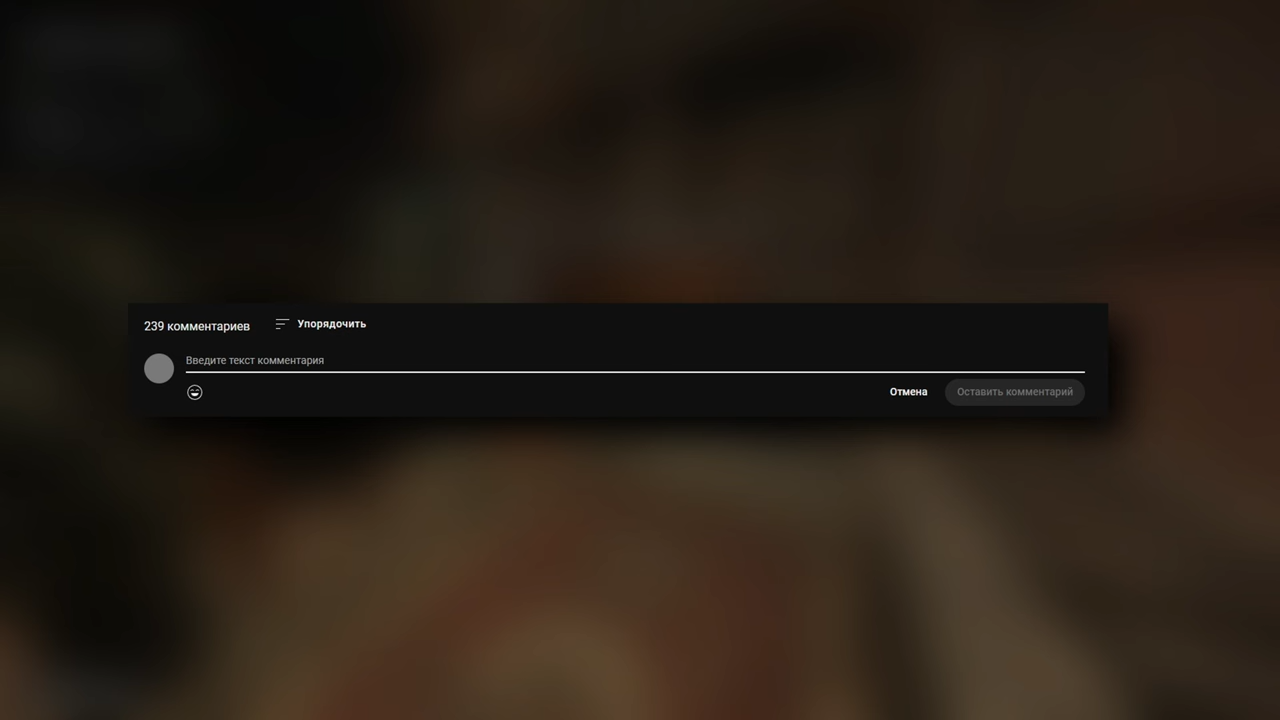 239 комментариев
Упорядочить
Введите текст комментария
Отмена
Оставить комментарий